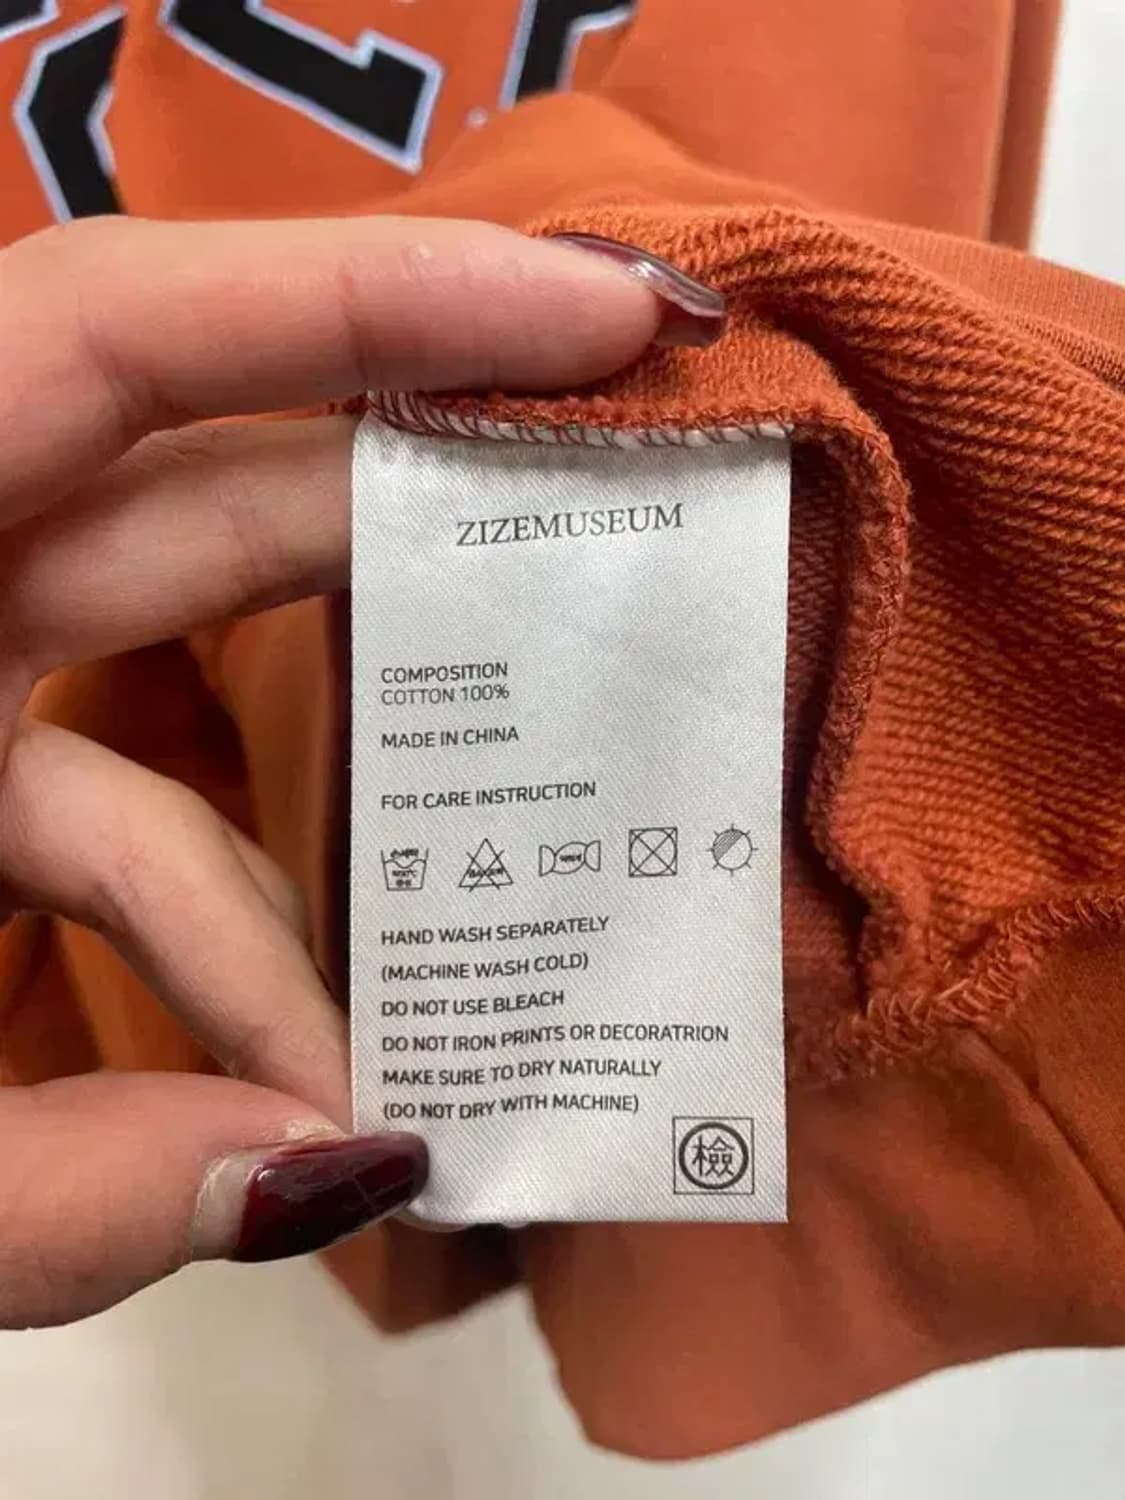 ZIZEMUSEUM
COMPOSITION
COTTON 100%
MADE IN CHINA
FOR CARE INSTRUCTION
HAND WASH SEPARATELY
(MACHINE WASH COLD)
DO NOT USE BLEACH
DO NOT IRON PRINTS OR DECORATRION
MAKE SURE TO DRY NATURALLY
(DO NOT DRY WITH MACHINE)
檢